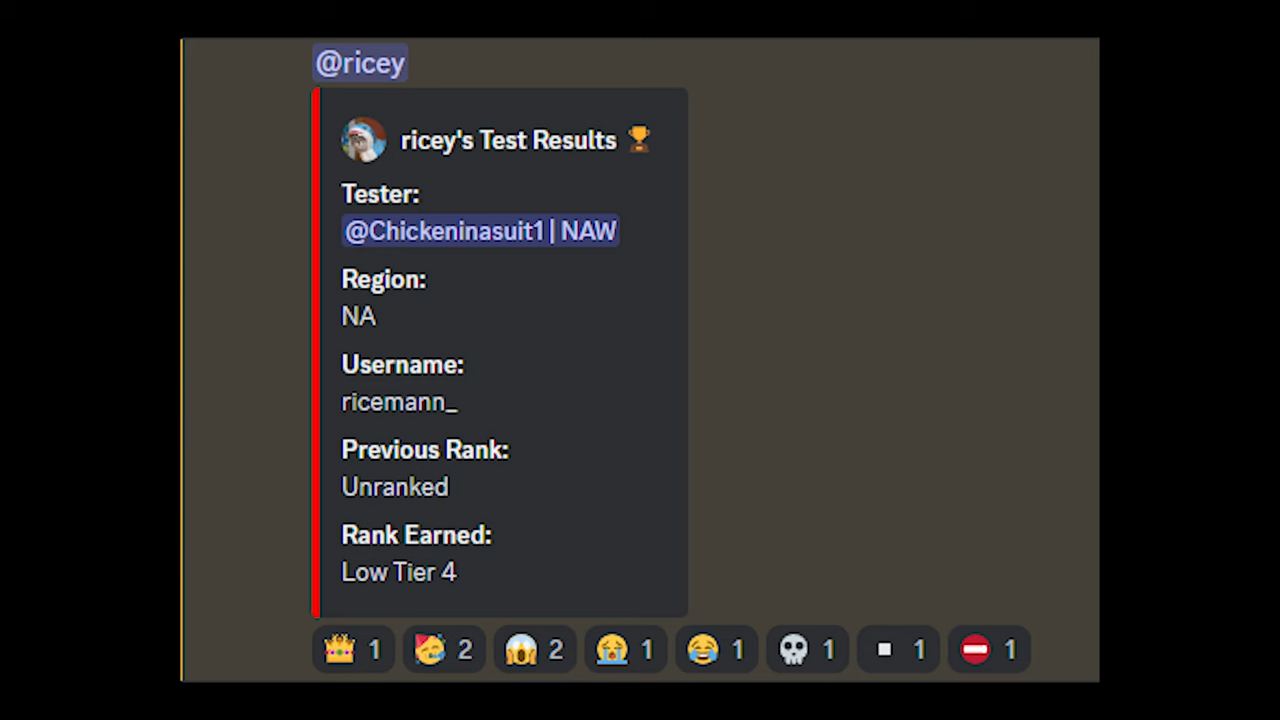 @ricey
ricey's Test Results 🏆
Tester:
@Chickeninasuit1 | NAW
Region:
NA
Username:
ricemann_
Previous Rank:
Unranked
Rank Earned:
Low Tier 4
👑 1 🥳 2 😱 2 😭 1 😂 1 💀 1 ▫️ 1 ⛔ 1